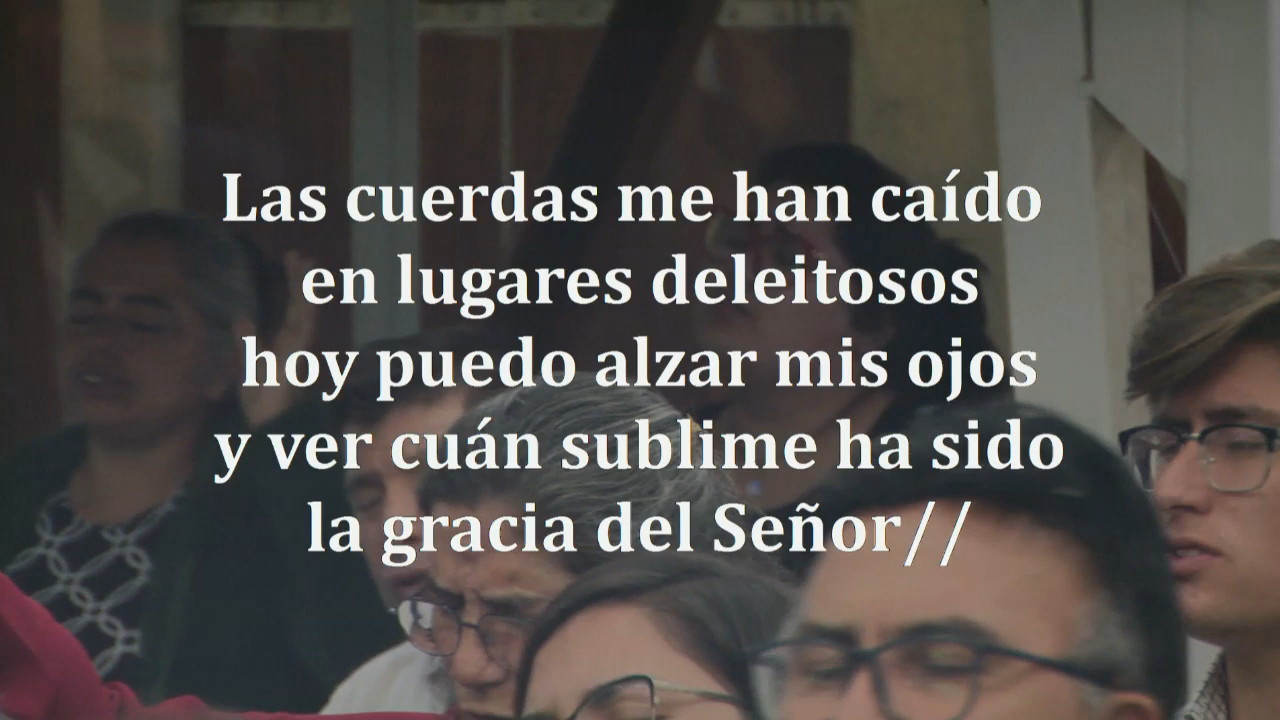 Las cuerdas me han caído
en lugares deleitosos
hoy puedo alzar mis ojos
y ver cuán sublime ha sido
la gracia del Señor//